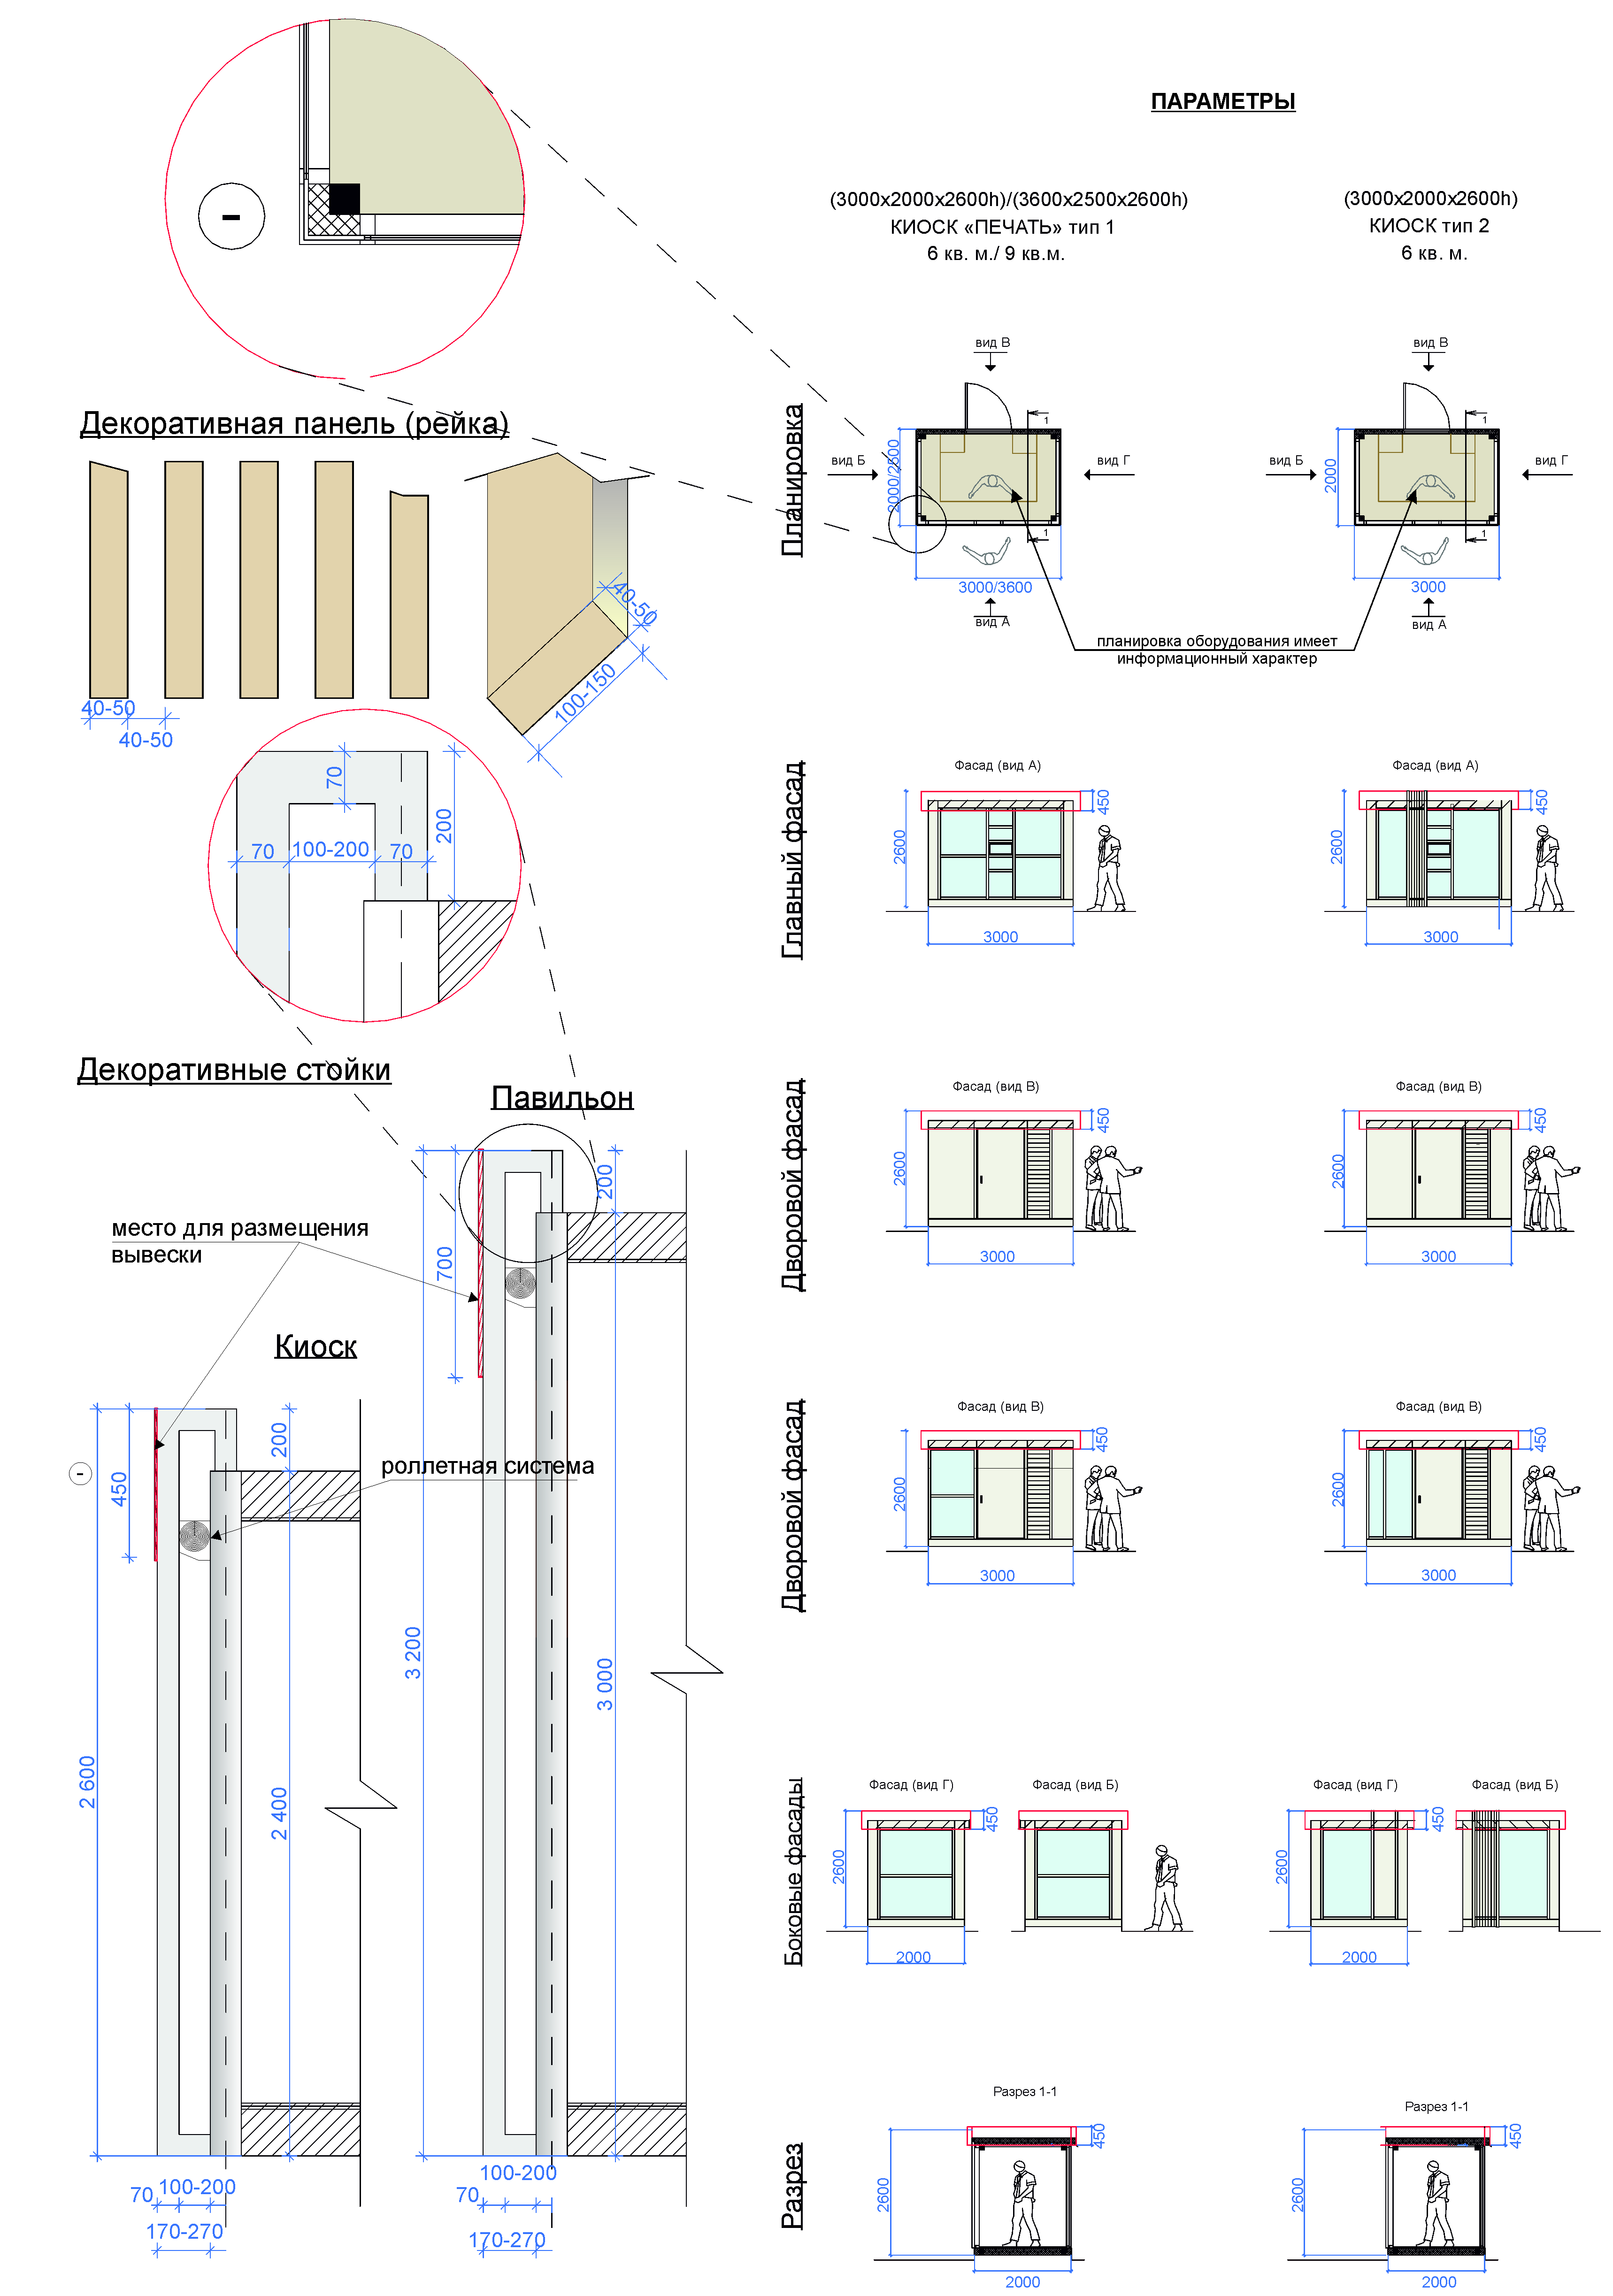 ПАРАМЕТРЫ
(3000х2000х2600h)/(3600х2500х2600h)
КИОСК «ПЕЧАТЬ» тип 1
6 кв. м./ 9 кв.м.
(3000х2000х2600h)
КИОСК тип 2
6 кв. м.
-
Декоративная панель (рейка)
40-50
40-50
40-50
100-150
Планировка
вид В
вид Б
вид Г
вид А
1
1
2000/2500
3000/3600
вид В
вид Б
вид Г
вид А
1
1
2000
3000
планировка оборудования имеет
информационный характер
70
200
70
100-200
70
Главный фасад
Фасад (вид А)
2600
450
3000
Фасад (вид А)
2600
450
3000
Декоративные стойки
Павильон
200
700
3 200
3 000
70
100-200
170-270
место для размещения
вывески
Киоск
роллетная система
-
200
450
2 600
2 400
70
100-200
170-270
Дворовой фасад
Фасад (вид В)
2600
450
3000
Фасад (вид В)
2600
450
3000
Дворовой фасад
Фасад (вид В)
2600
450
3000
Фасад (вид В)
2600
450
3000
Боковые фасады
Фасад (вид Г)
2600
450
2000
Фасад (вид Б)
Фасад (вид Г)
2600
450
2000
Фасад (вид Б)
Разрез
Разрез 1-1
2600
450
2000
Разрез 1-1
2600
450
2000